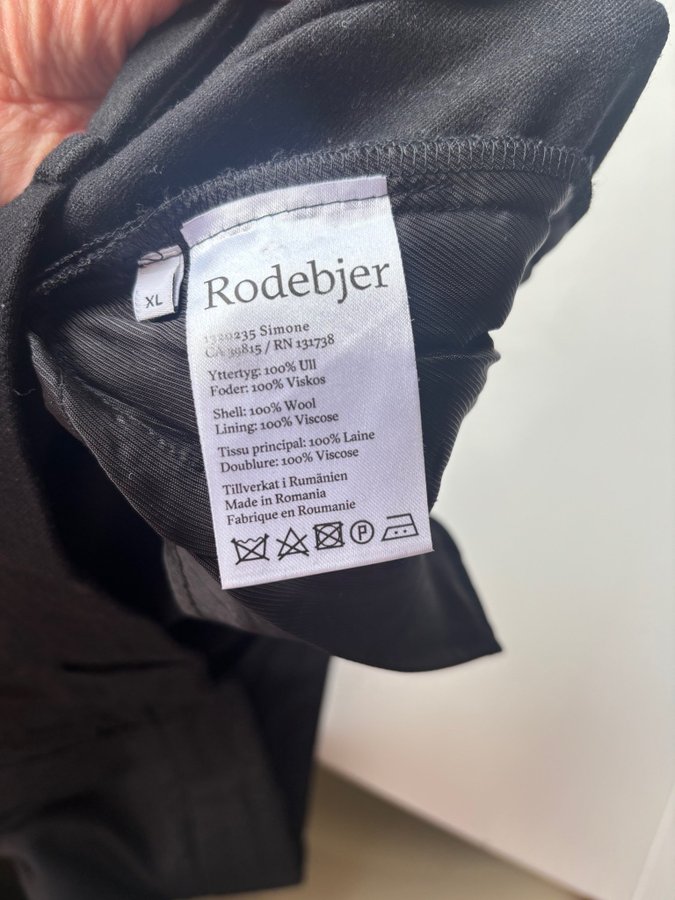 XL
Rodebjer
1320235 Simone
CA 39815 / RN 131738
Yttertyg: 100% Ull
Foder: 100% Viskos
Shell: 100% Wool
Lining: 100% Viscose
Tissu principal: 100% Laine
Doublure: 100% Viscose
Tillverkat i Rumänien
Made in Romania
Fabrique en Roumanie
P